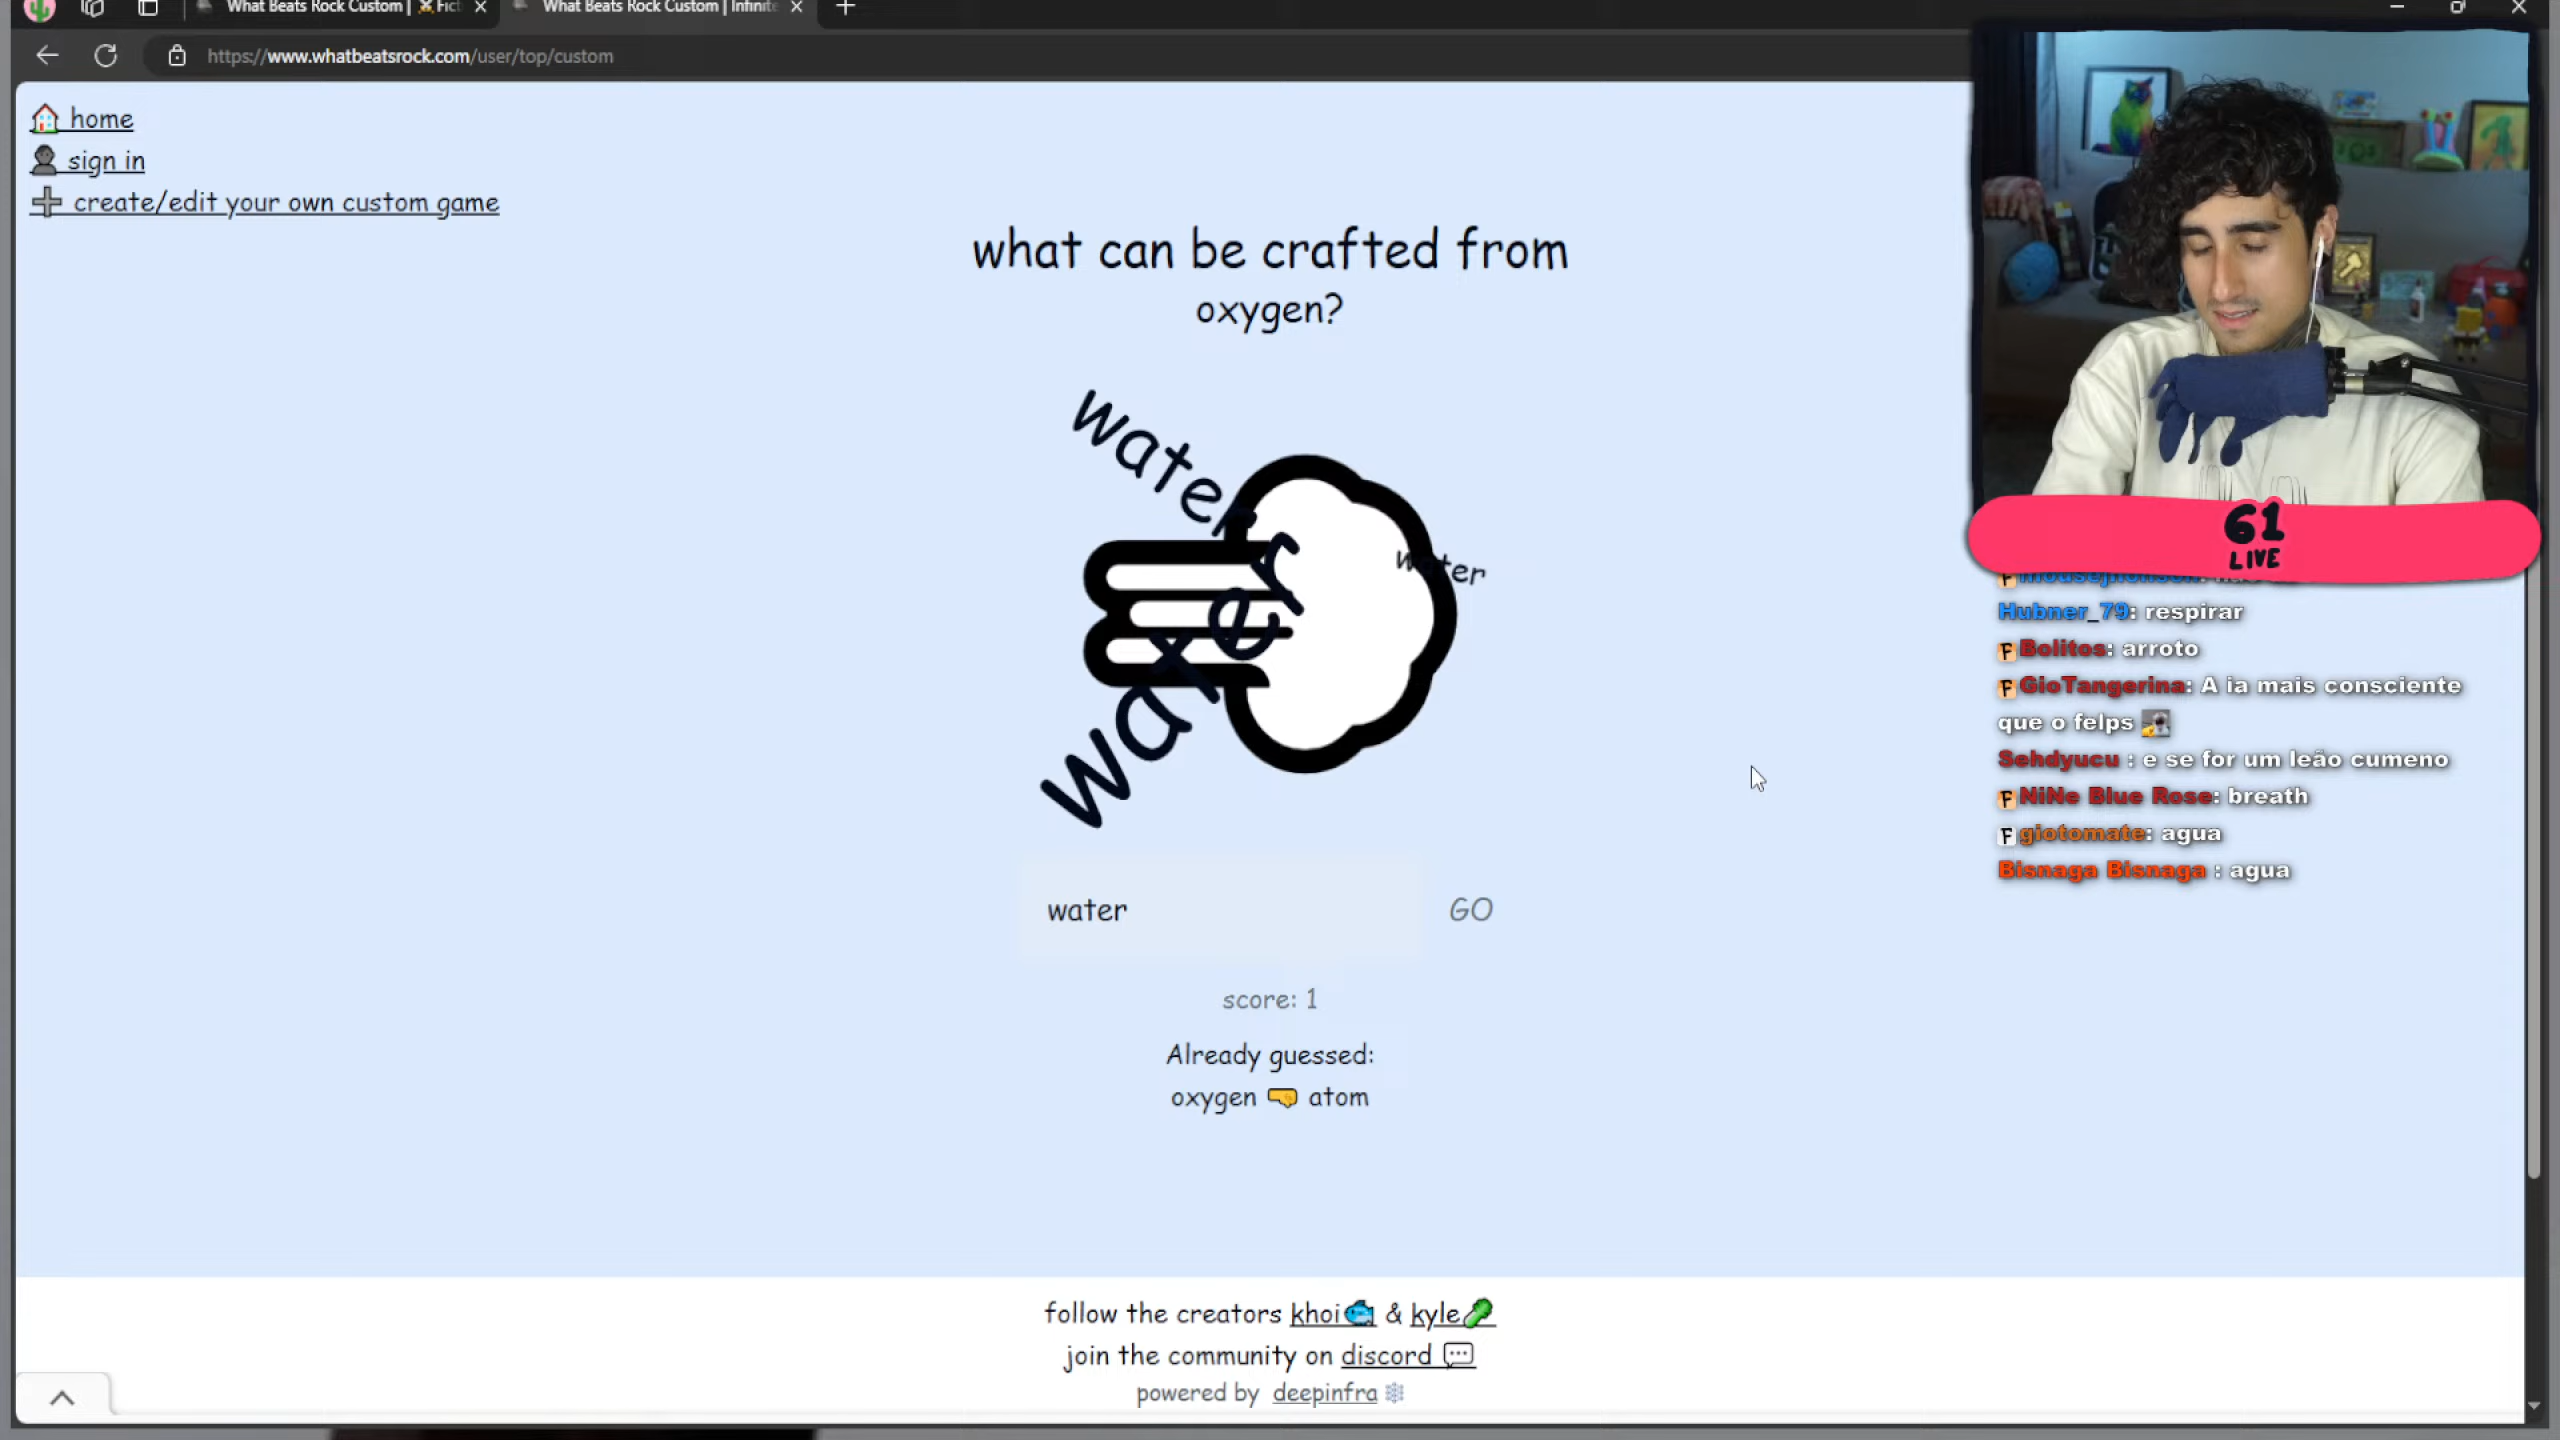 What Beats Rock Custom | ⚔Fict
What Beats Rock Custom | Infinite
https://www.whatbeatsrock.com/user/top/custom
home
sign in
create/edit your own custom game
what can be crafted from
oxygen?
water
water
water
water
GO
score: 1
Already guessed:
oxygen 🤜 atom
follow the creators khoi & kyle
join the community on discord
powered by deepinfra
61
LIVE
Hubner_79: respirar
Bolitos: arroto
GioTangerina: A ia mais consciente
que o felps
Sehdyucu : e se for um leão cumeno
NiNe Blue Rose: breath
giotomate: agua
Bisnaga Bisnaga : agua